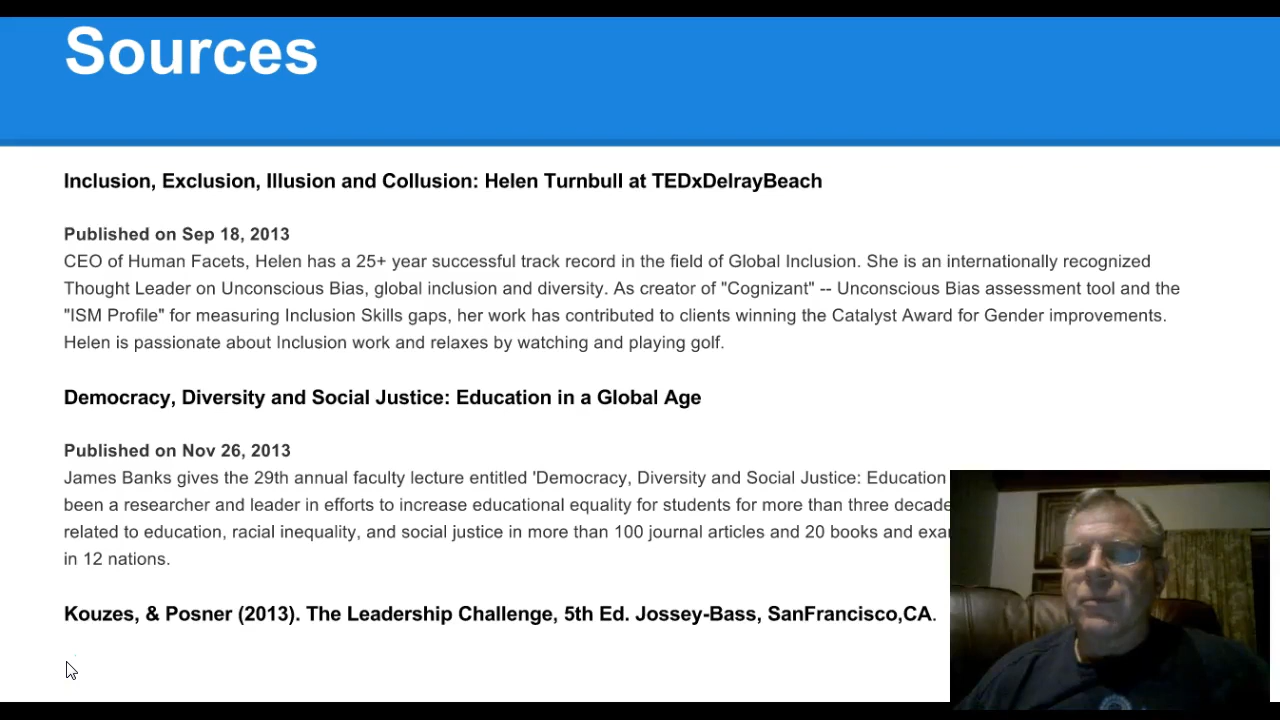 Sources
Inclusion, Exclusion, Illusion and Collusion: Helen Turnbull at TEDxDelrayBeach
Published on Sep 18, 2013
CEO of Human Facets, Helen has a 25+ year successful track record in the field of Global Inclusion. She is an internationally recognized
Thought Leader on Unconscious Bias, global inclusion and diversity. As creator of "Cognizant" -- Unconscious Bias assessment tool and the
"ISM Profile" for measuring Inclusion Skills gaps, her work has contributed to clients winning the Catalyst Award for Gender improvements.
Helen is passionate about Inclusion work and relaxes by watching and playing golf.
Democracy, Diversity and Social Justice: Education in a Global Age
Published on Nov 26, 2013
James Banks gives the 29th annual faculty lecture entitled 'Democracy, Diversity and Social Justice: Education
been a researcher and leader in efforts to increase educational equality for students for more than three decade
related to education, racial inequality, and social justice in more than 100 journal articles and 20 books and exa
in 12 nations.
Kouzes, & Posner (2013). The Leadership Challenge, 5th Ed. Jossey-Bass, SanFrancisco,CA.